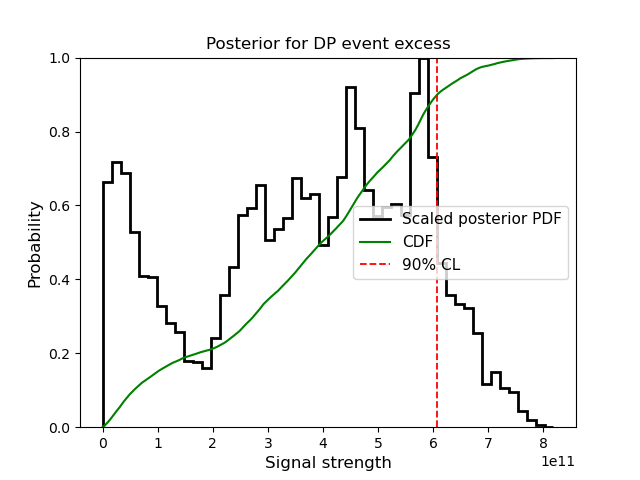 Posterior for DP event excess
Probability
1.0
0.8
0.6
0.4
0.2
0.0
Scaled posterior PDF
CDF
90% CL
0 1 2 3 4 5 6 7 8
1e11
Signal strength